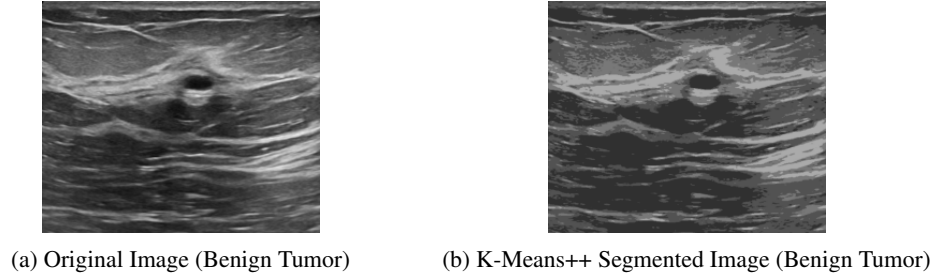 (a) Original Image (Benign Tumor)
(b) K-Means++ Segmented Image (Benign Tumor)